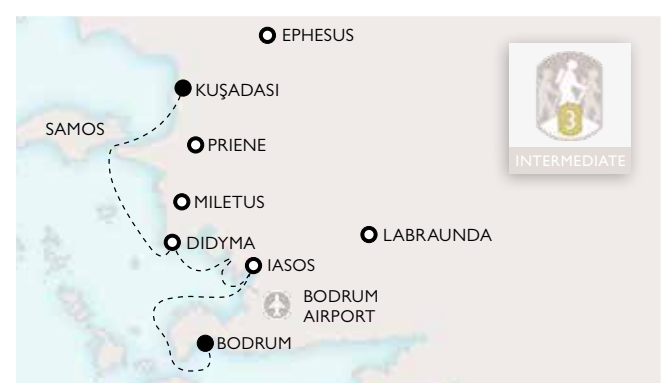 EPHESUS
KUŞADASI
SAMOS
PRIENE
3
INTERMEDIATE
MILETUS
DIDYMA
LABRAUNDA
IASOS
BODRUM
AIRPORT
BODRUM